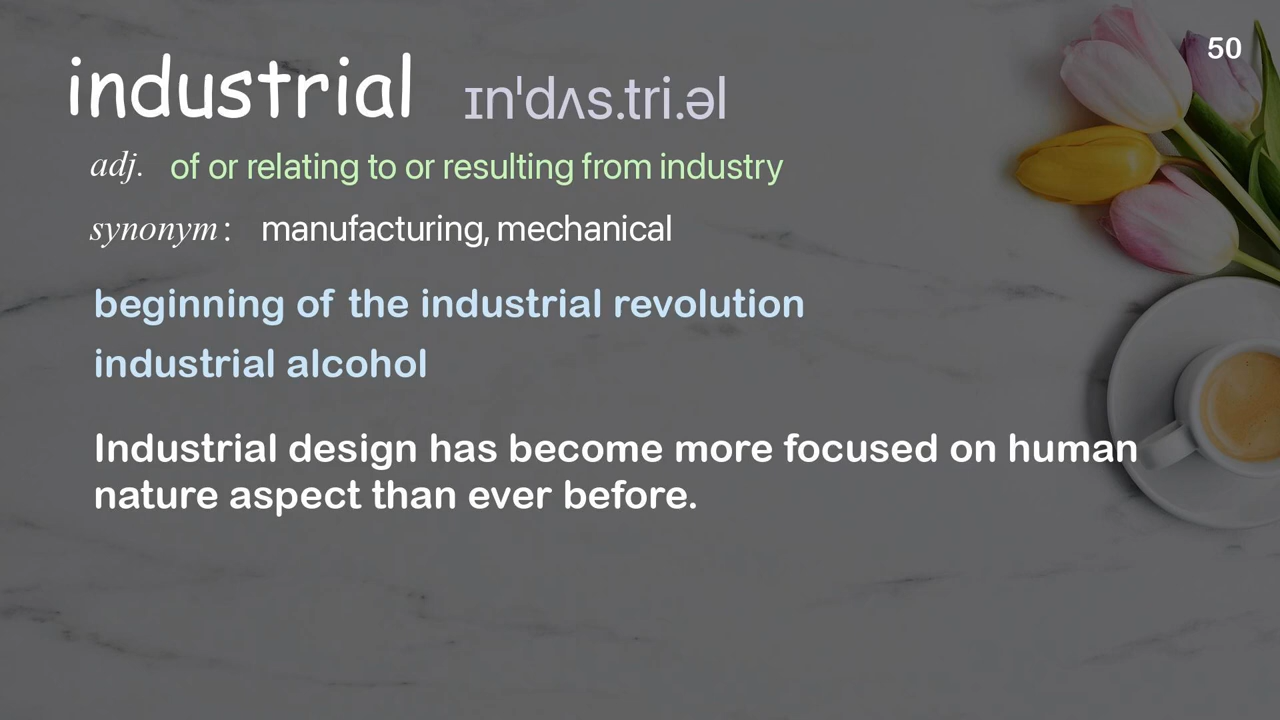 50
industrial ɪnˈdʌs.tri.əl
adj. of or relating to or resulting from industry
synonym: manufacturing, mechanical
beginning of the industrial revolution
industrial alcohol
Industrial design has become more focused on human
nature aspect than ever before.